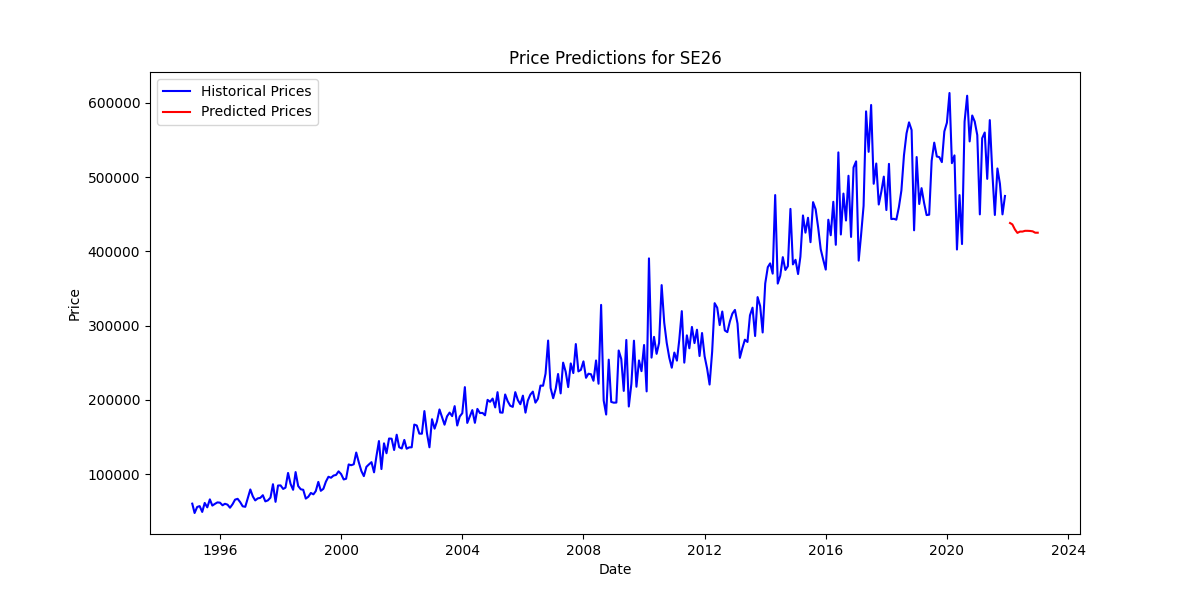 Price Predictions for SE26
Historical Prices
Predicted Prices
600000
500000
400000
300000
200000
100000
Price
1996 2000 2004 2008 2012 2016 2020 2024
Date